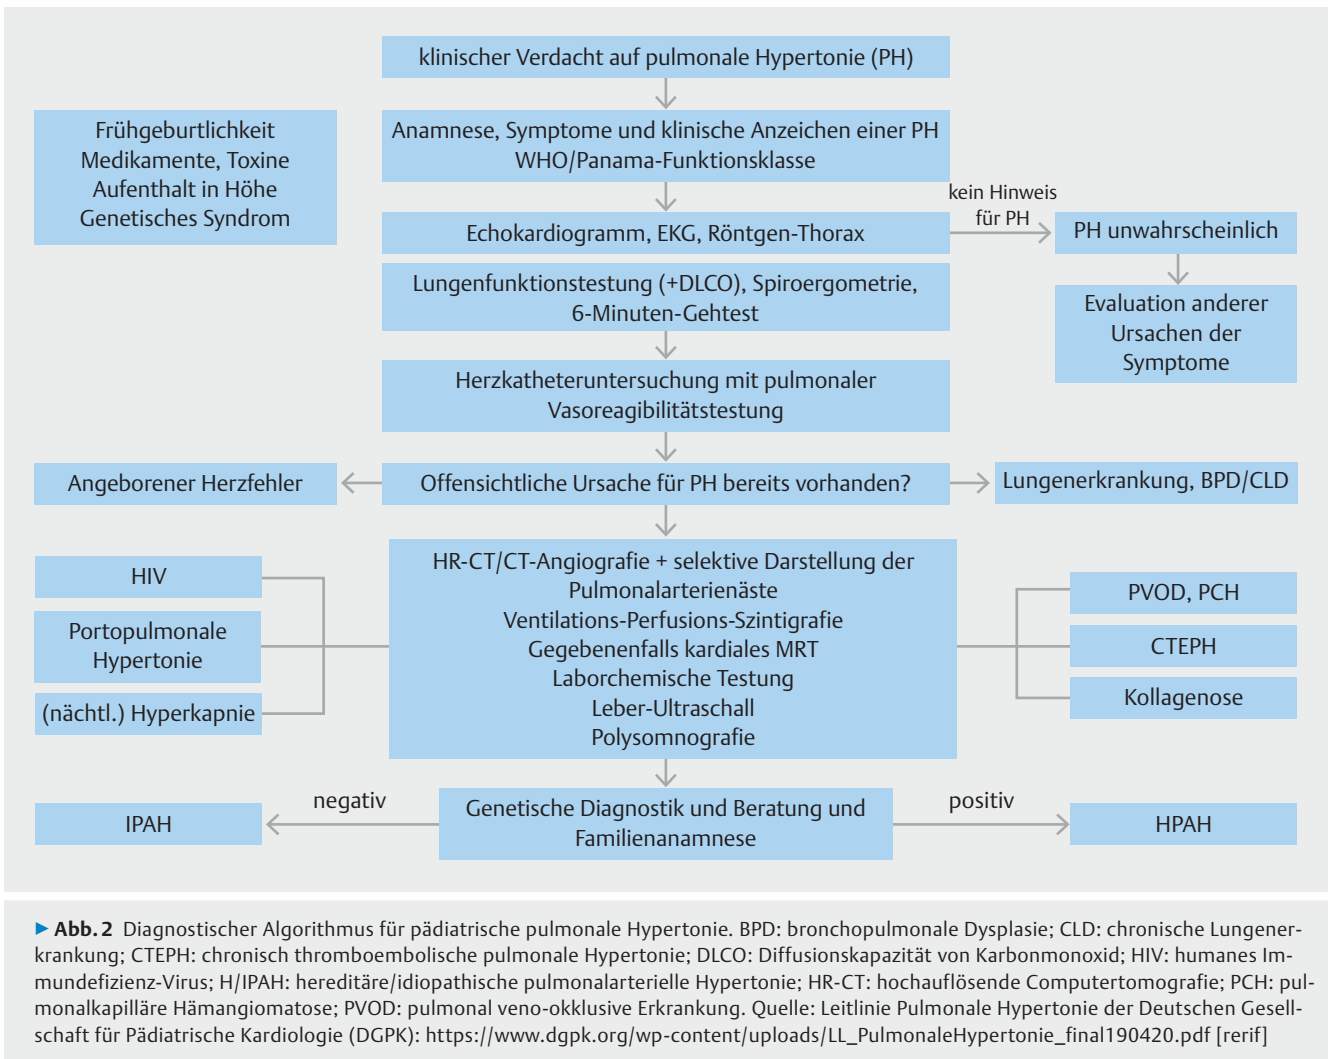 klinischer Verdacht auf pulmonale Hypertonie (PH)
Frühgeburtlichkeit
Medikamente, Toxine
Aufenthalt in Höhe
Genetisches Syndrom
Anamnese, Symptome und klinische Anzeichen einer PH
WHO/Panama-Funktionsklasse
Echokardiogramm, EKG, Röntgen-Thorax
kein Hinweis
für PH
PH unwahrscheinlich
Evaluation anderer
Ursachen der
Symptome
Lungenfunktionstestung (+DLCO), Spiroergometrie,
6-Minuten-Gehtest
Herzkatheteruntersuchung mit pulmonaler
Vasoreagibilitätstestung
Angeborener Herzfehler
Offensichtliche Ursache für PH bereits vorhanden?
Lungenerkrankung, BPD/CLD
HIV
Portopulmonale
Hypertonie
(nächtl.) Hyperkapnie
HR-CT/CT-Angiografie + selektive Darstellung der
Pulmonalarterienäste
Ventilations-Perfusions-Szintigrafie
Gegebenenfalls kardiales MRT
Laborchemische Testung
Leber-Ultraschall
Polysomnografie
PVOD, PCH
CTEPH
Kollagenose
IPAH
negativ
Genetische Diagnostik und Beratung und
Familienanamnese
positiv
HPAH
▶ Abb. 2 Diagnostischer Algorithmus für pädiatrische pulmonale Hypertonie. BPD: bronchopulmonale Dysplasie; CLD: chronische Lungener-
krankung; CTEPH: chronisch thromboembolische pulmonale Hypertonie; DLCO: Diffusionskapazität von Karbonmonoxid; HIV: humanes Im-
mundefizienz-Virus; H/IPAH: hereditäre/idiopathische pulmonalarterielle Hypertonie; HR-CT: hochauflösende Computertomografie; PCH: pul-
monalkapilläre Hämangiomatose; PVOD: pulmonal veno-okklusive Erkrankung. Quelle: Leitlinie Pulmonale Hypertonie der Deutschen Gesell-
schaft für Pädiatrische Kardiologie (DGPK): https://www.dgpk.org/wp-content/uploads/LL_PulmonaleHypertonie_final190420.pdf [rerif]